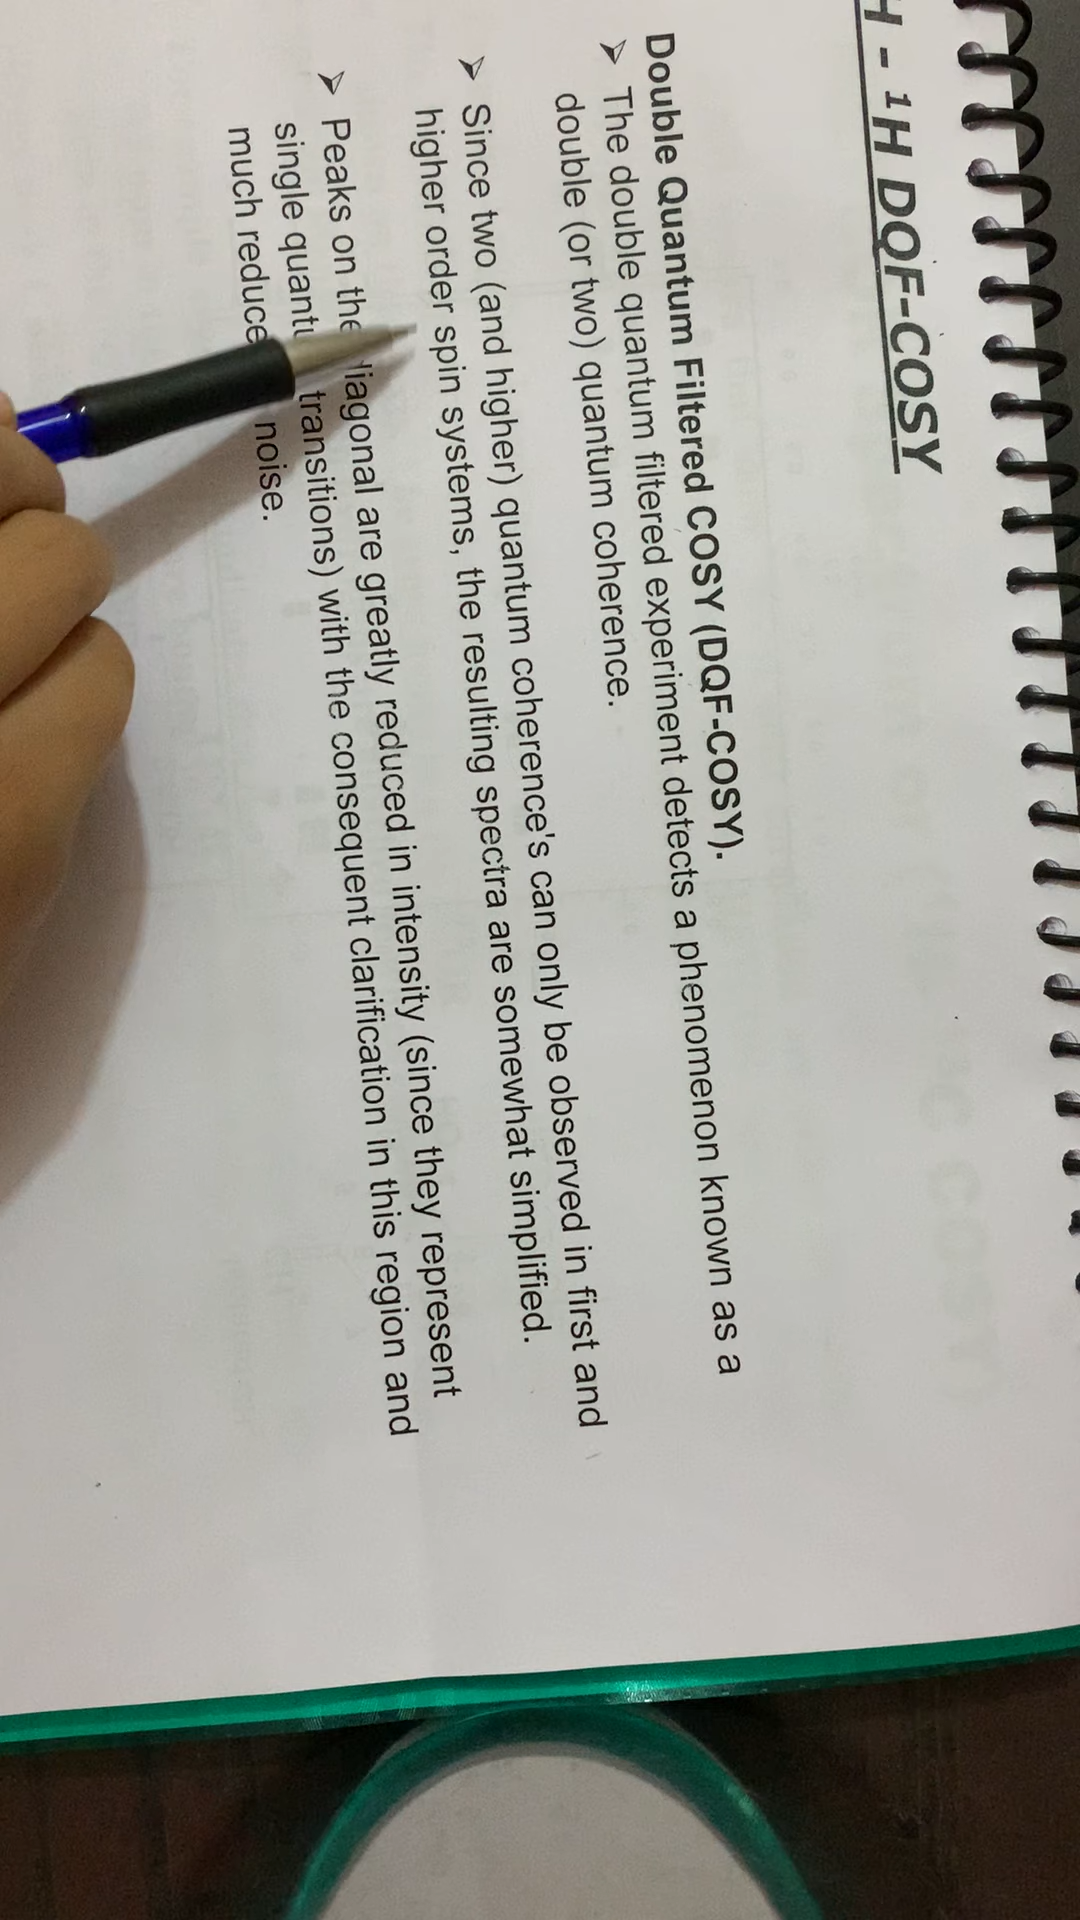 H - ¹H DQF-COSY
Double Quantum Filtered COSY (DQF-COSY).
➢ The double quantum filtered experiment detects a phenomenon known as a
double (or two) quantum coherence.
➢ Since two (and higher) quantum coherence's can only be observed in first and
higher order spin systems, the resulting spectra are somewhat simplified.
➢ Peaks on the diagonal are greatly reduced in intensity (since they represent
single transitions) with the consequent clarification in this region and
much noise.